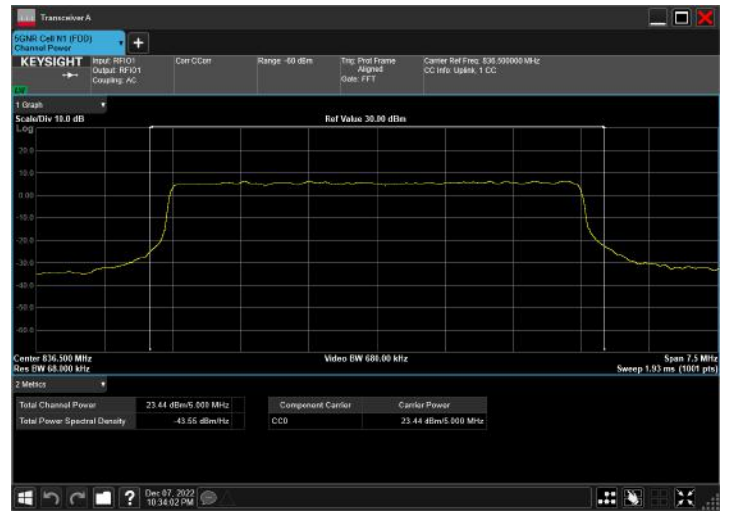 Transceiver A
5GNR Cell N1 (FDD)
Channel Power
KEYSIGHT
Input: RFIO1
Output: RFIO1
Coupling: AC
Corr CCorr
Range -60 dBm
Trig: Prot Frame
Aligned
Gate: FFT
Carrier Ref Freq: 836.500000 MHz
CC Info: Uplink, 1 CC
1 Graph
Scale/Div 10.0 dB
Ref Value 30.00 dBm
Log
20.0
10.0
0.00
-10.0
-20.0
-30.0
-40.0
-50.0
-60.0
Center 836.500 MHz
Video BW 680.00 kHz
Span 7.5 MHz
Res BW 68.000 kHz
Sweep 1.93 ms (1001 pts)
2 Metrics
Total Channel Power
23.44 dBm/5.000 MHz
Total Power Spectral Density
-43.55 dBm/Hz
Component Carrier
Carrier Power
CC0
23.44 dBm/5.000 MHz
?
Dec 07, 2022
10:34:02 PM